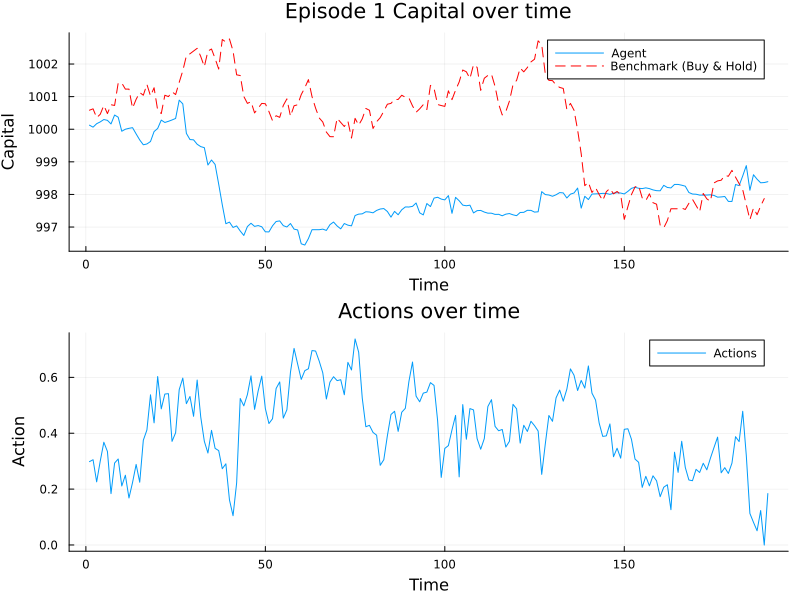 Episode 1 Capital over time
Capital
1002
1001
1000
999
998
997
Agent
Benchmark (Buy & Hold)
0 50 100 150
Time
Actions over time
Action
0.6
0.4
0.2
0.0
Actions
0 50 100 150
Time